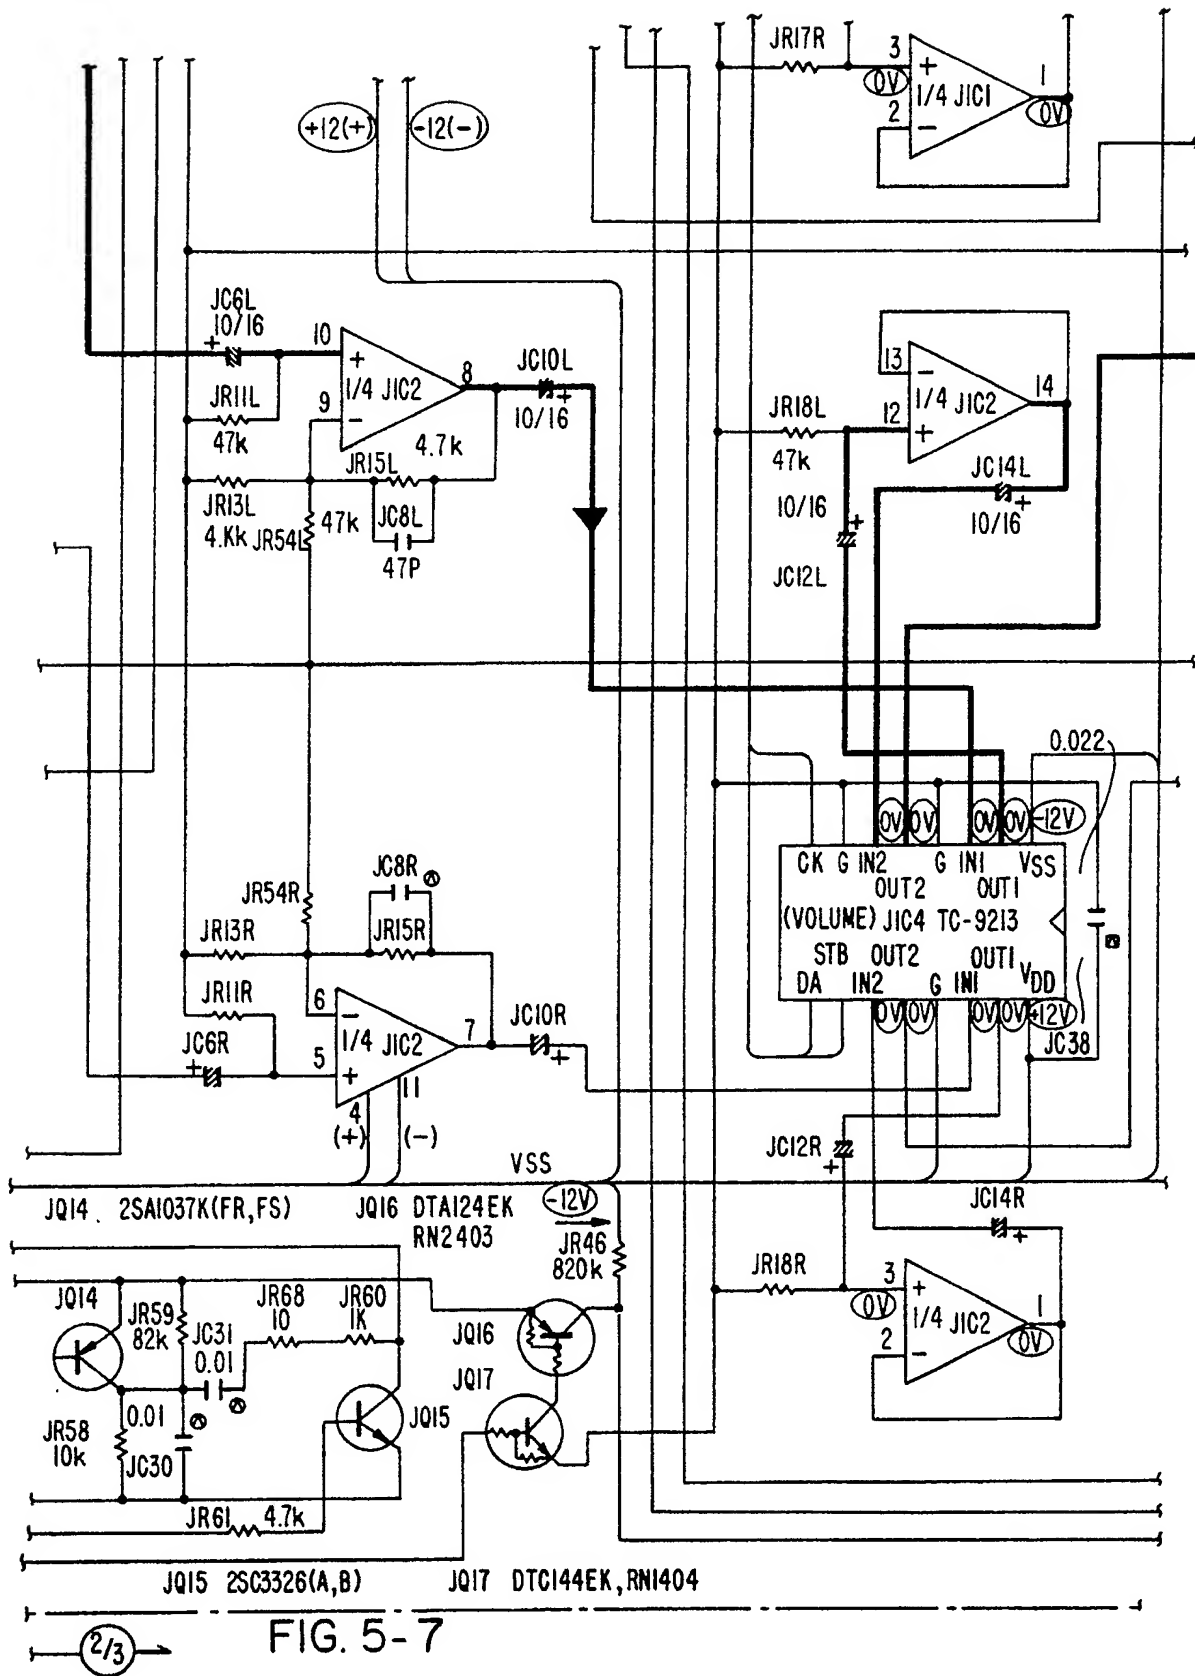 JR17R
3
0V
+
1/4 JIC1
1
0V
2
−
+12(+)
-12(-)
JC6L
10/16
+
10
+
1/4 JIC2
8
9
−
JR11L
47k
JC10L
+
10/16
4.7k
JR15L
JR13L
4.Kk
JR54L
47k
JC8L
47P
13
−
1/4 JIC2
14
JR18L
12
+
47k
JC14L
+
10/16
10/16
+
JC12L
0.022
0V
0V
0V
0V
-12V
CK G IN2 G IN1 VSS
OUT2 OUT1
(VOLUME) JIC4 TC-9213
STB OUT2 OUT1
DA IN2 G IN1 VDD
0V
0V
0V
0V
+12V
JC38
JC8R
JR54R
JR13R
JR15R
JR11R
6
−
1/4 JIC2
7
JC10R
+
JC6R
+
5
+
4
11
(+)
(-)
JC12R
+
VSS
-12V
JQ14 2SA1037K(FR,FS)
JQ16 DTA124EK
RN2403
JR46
820k
JC14R
+
JQ14
JR59
82k
JC31
0.01
JR68
10
JR60
1K
JQ16
JR18R
3
0V
+
1/4 JIC2
1
0V
2
−
JQ17
JQ15
JR58
10k
0.01
JC30
JR61
4.7k
JQ15 2SC3326(A,B)
JQ17 DTC144EK,RN1404
2/3
FIG. 5-7